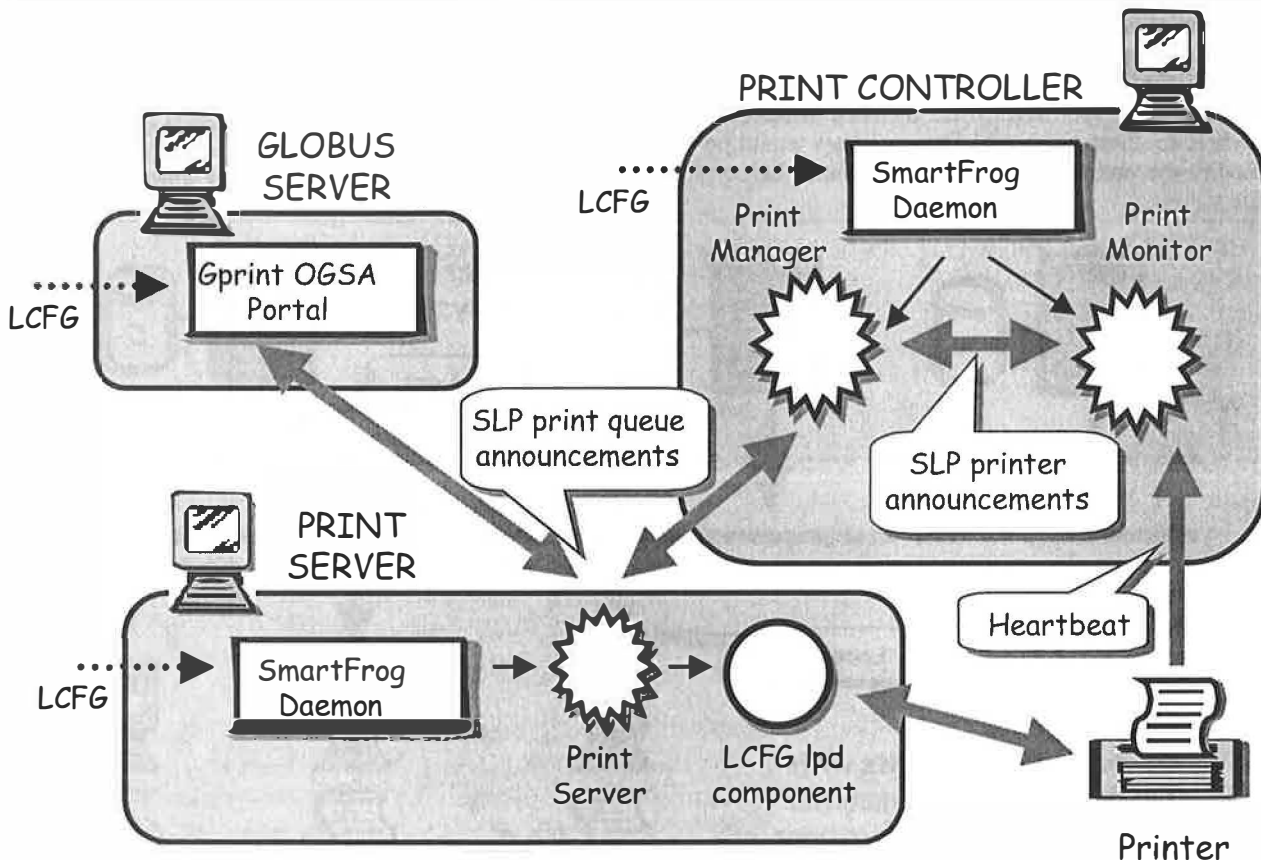 PRINT CONTROLLER
GLOBUS
SERVER
LCFG
SmartFrog
Daemon
Print
Manager
Print
Monitor
LCFG
Gprint OGSA
Portal
SLP print queue
announcements
SLP printer
announcements
PRINT
SERVER
Heartbeat
LCFG
SmartFrog
Daemon
Print
Server
LCFG lpd
component
Printer